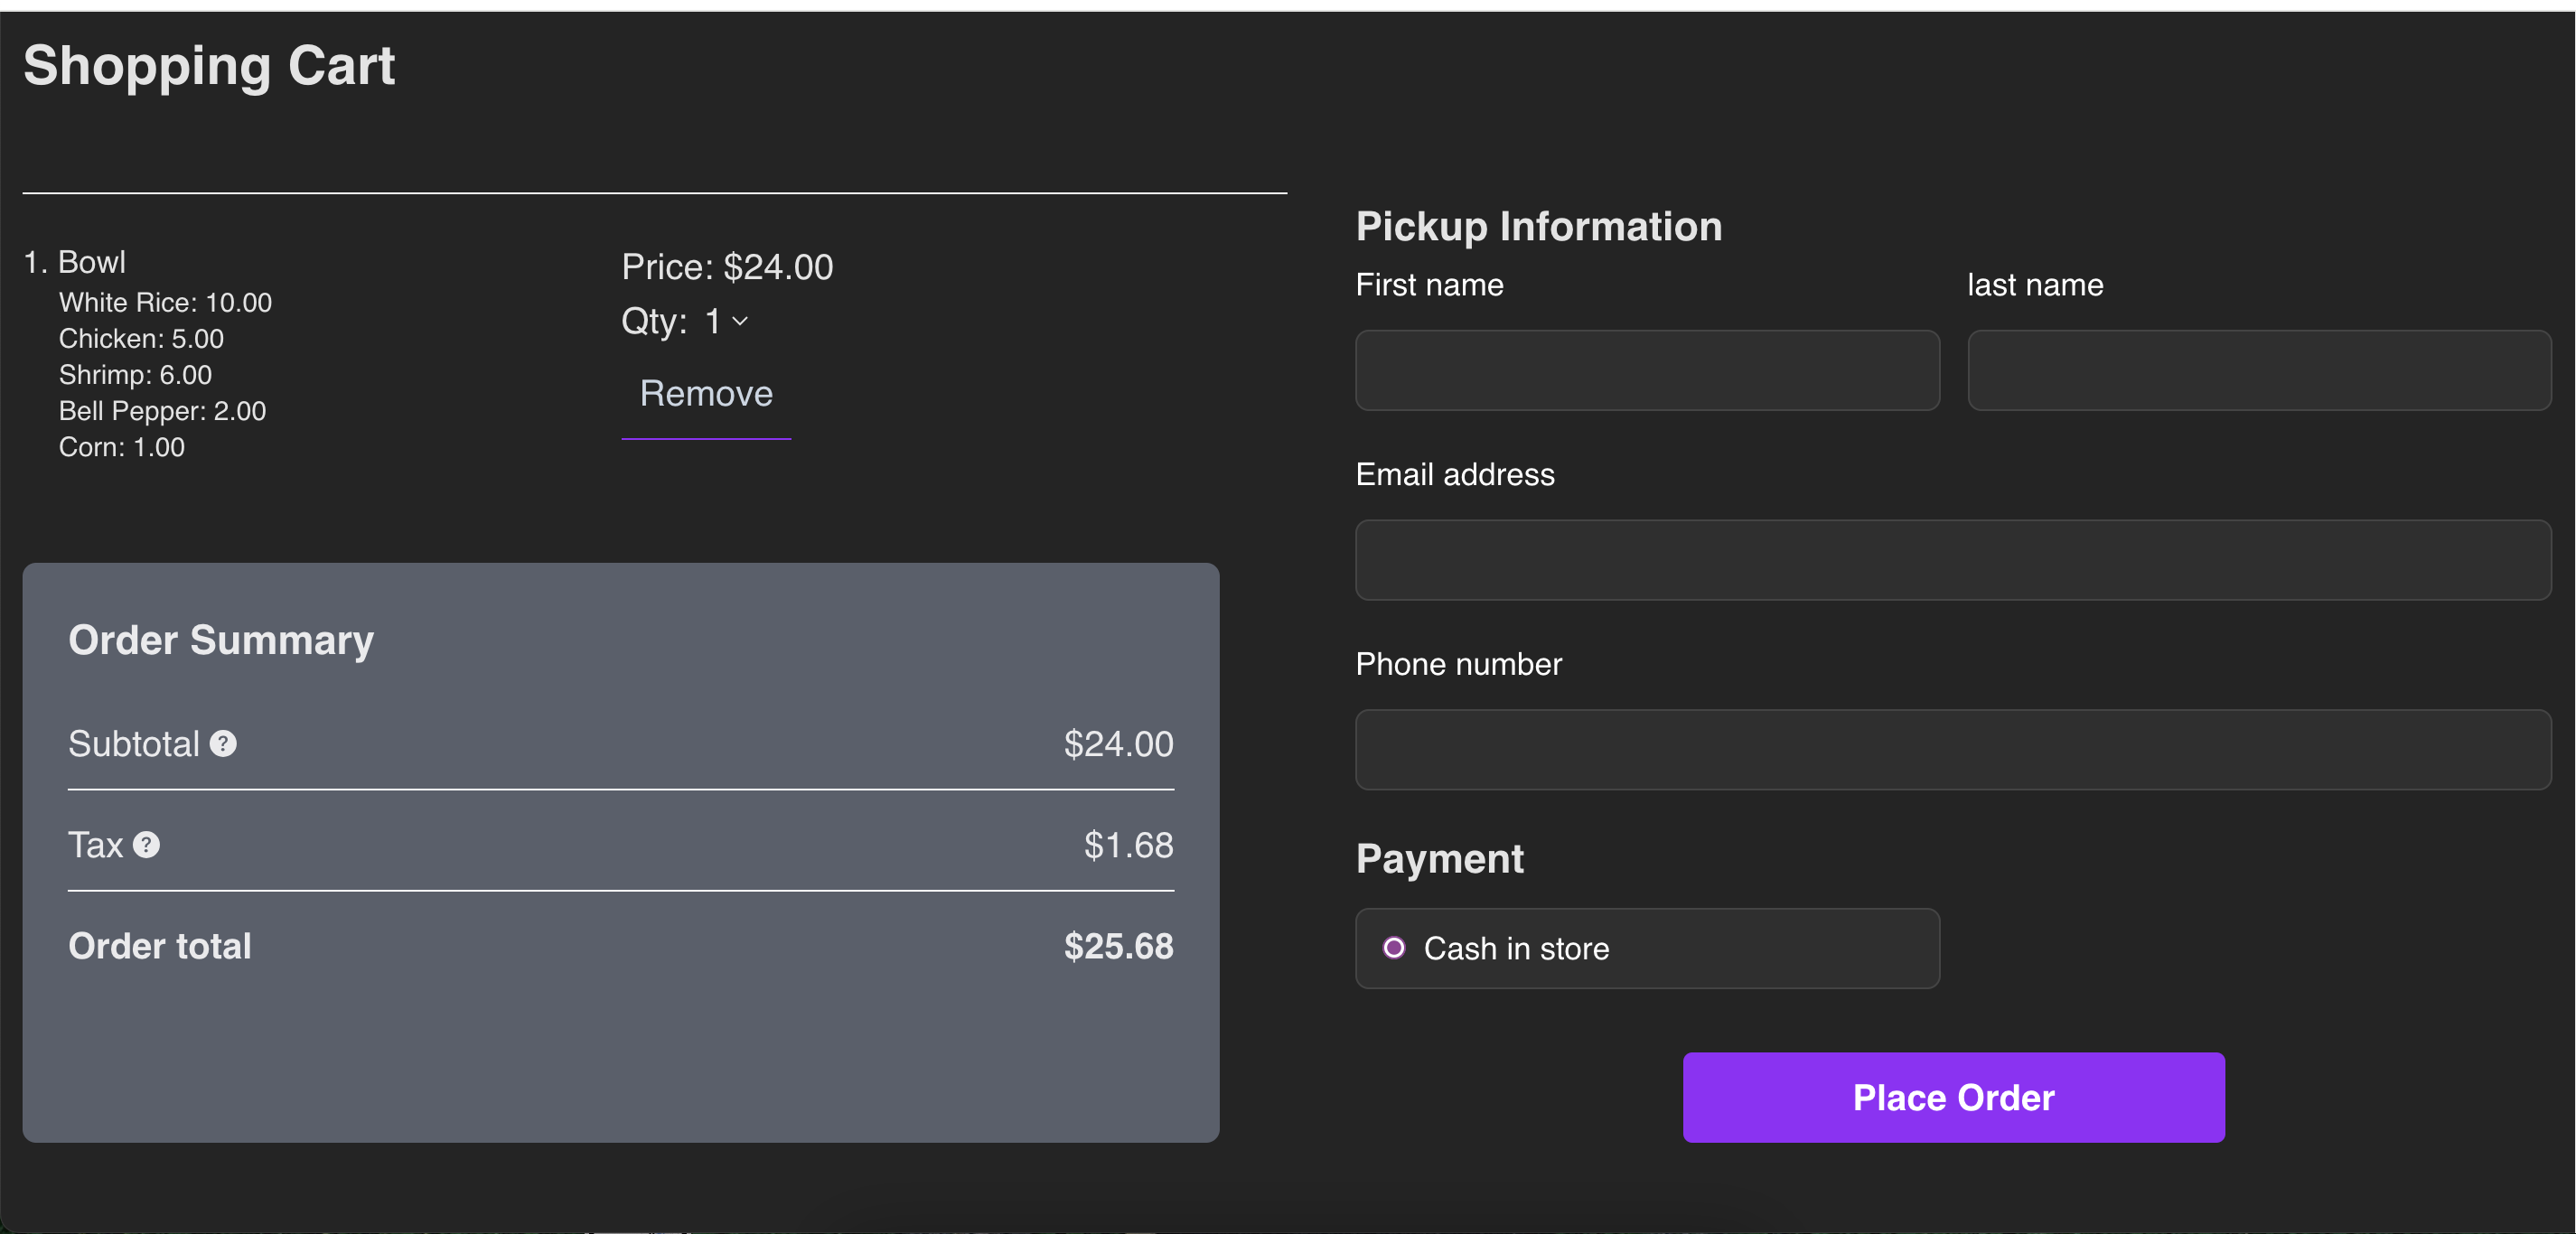 Shopping Cart
1. Bowl
White Rice: 10.00
Chicken: 5.00
Shrimp: 6.00
Bell Pepper: 2.00
Corn: 1.00
Price: $24.00
Qty: 1
Remove
Order Summary
Subtotal ? $24.00
Tax ? $1.68
Order total $25.68
Pickup Information
First name last name
Email address
Phone number
Payment
Cash in store
Place Order